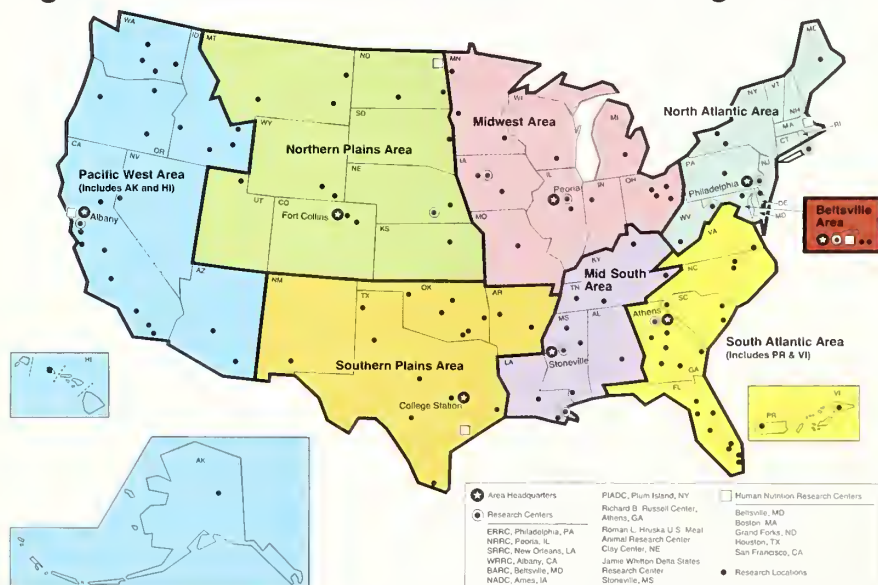 WA
MT
ID
ND
MN
ME
OR
SD
WI
VT
NY
NH
North Atlantic Area
MA
RI
CT
Midwest Area
MI
WY
CA
NV
Northern Plains Area
Pacific West Area
(Includes AK and HI)
IA
PA
NJ
NE
IL
IN
OH
Peoria
Philadelphia
DE
MD
Albany
UT
CO
Fort Collins
MO
WV
VA
Beltsville
Area
KS
KY
NC
AZ
NM
TX
OK
AR
Mid South
Area
TN
SC
MS
AL
Athens
HI
LA
Stoneville
GA
South Atlantic Area
(Includes PR & VI)
Southern Plains Area
College Station
FL
PR
VI
AK
Area Headquarters
Research Centers
ERRC, Philadelphia, PA
NRRC, Peoria, IL
SRRC, New Orleans, LA
WRRC, Albany, CA
BARC, Beltsville, MD
NADC, Ames, IA
PIADC, Plum Island, NY
Richard B. Russell Center,
Athens, GA
Roman L. Hruska U.S. Meat
Animal Research Center
Clay Center, NE
Jamie Whitten Delta States
Research Center
Stoneville, MS
Human Nutrition Research Centers
Beltsville, MD
Boston, MA
Grand Forks, ND
Houston, TX
San Francisco, CA
Research Locations